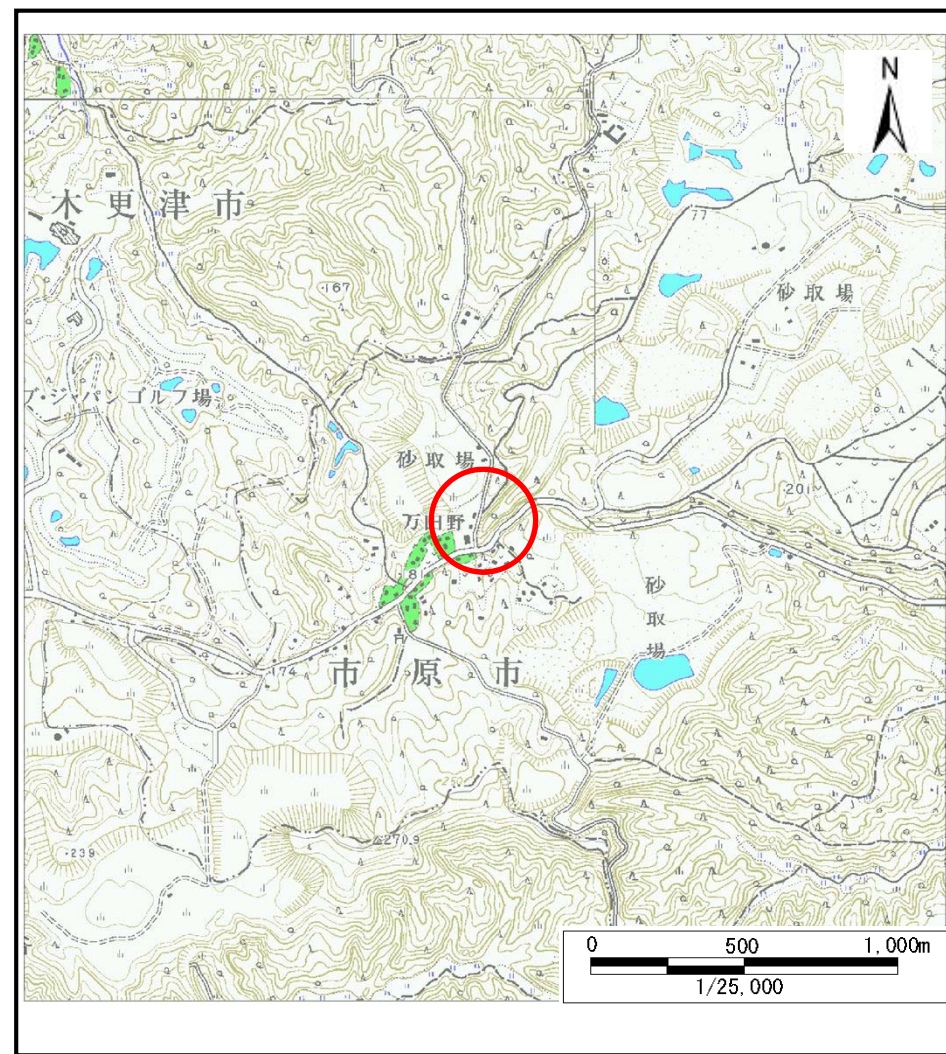 N
木更津市
77
砂取場
・167
ブ・ジャパンゴルフ場
砂取場
・201
万田野
砂取場
174
市原市
252
270.9
・239
0 500 1,000m
1/25,000